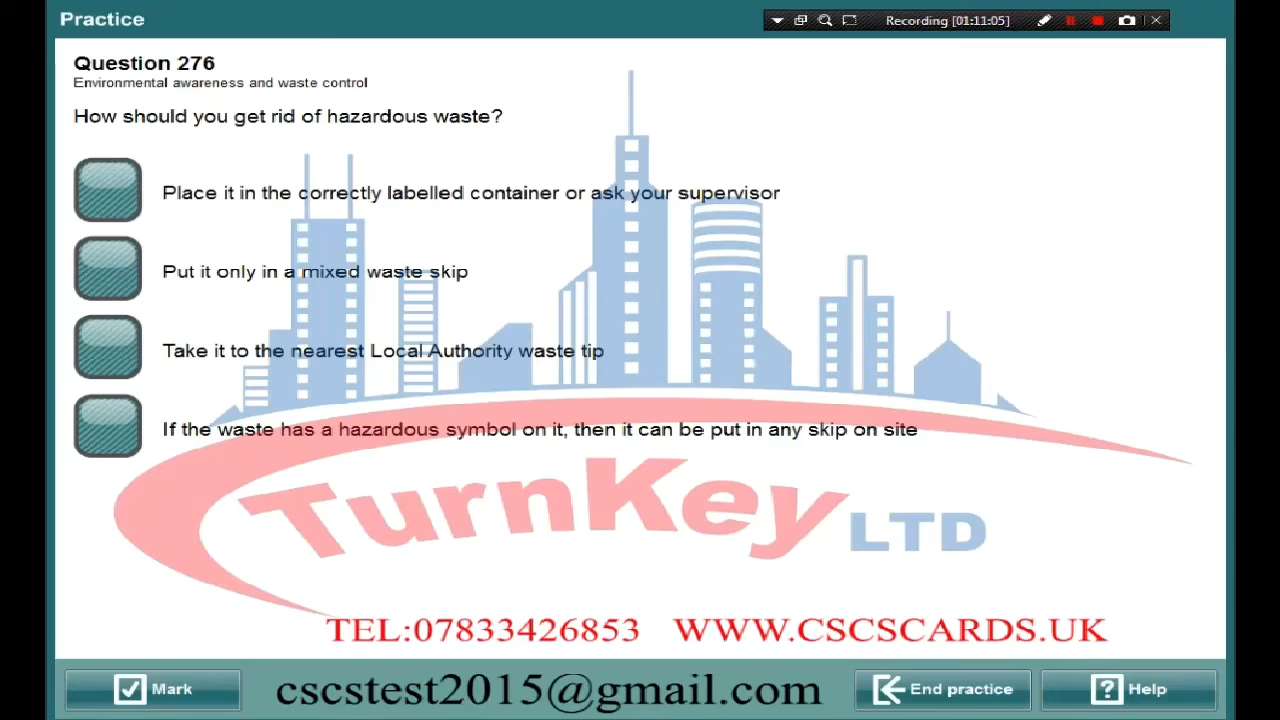 Practice
Recording [01:11:05]
Question 276
Environmental awareness and waste control
How should you get rid of hazardous waste?
Place it in the correctly labelled container or ask your supervisor
Put it only in a mixed waste skip
Take it to the nearest Local Authority waste tip
If the waste has a hazardous symbol on it, then it can be put in any skip on site
TurnKey LTD
TEL:07833426853 WWW.CSCSCARDS.UK
Mark
cscstest2015@gmail.com
End practice
Help